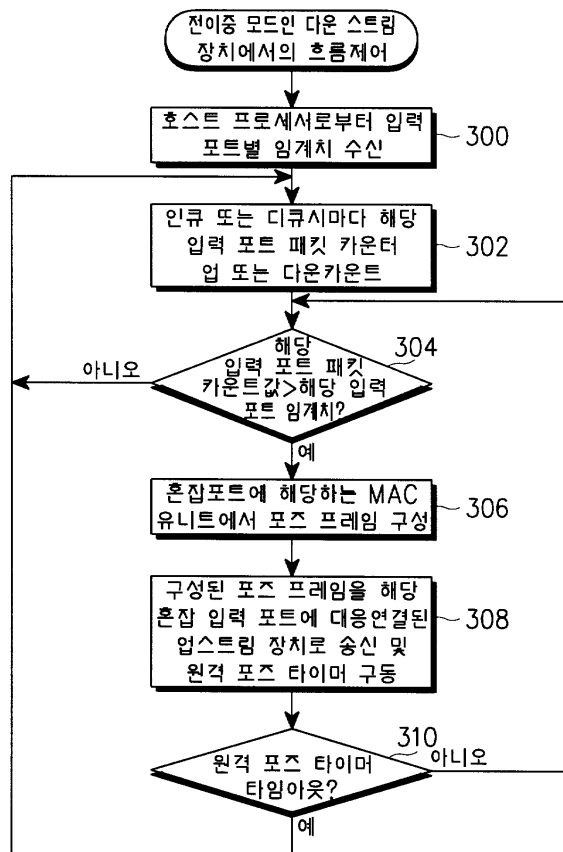 전이중 모드인 다운 스트림
장치에서의 흐름제어
호스트 프로세서로부터 입력
포트별 임계치 수신
300
인큐 또는 디큐시마다 해당
입력 포트 패킷 카운터
업 또는 다운카운트
302
해당
입력 포트 패킷
카운트값>해당 입력
포트 임계치?
304
아니오
예
혼잡포트에 해당하는 MAC
유니트에서 포즈 프레임 구성
306
구성된 포즈 프레임을 해당
혼잡 입력 포트에 대응연결된
업스트림 장치로 송신 및
원격 포즈 타이머 구동
308
원격 포즈 타이머
타임아웃?
310
아니오
예